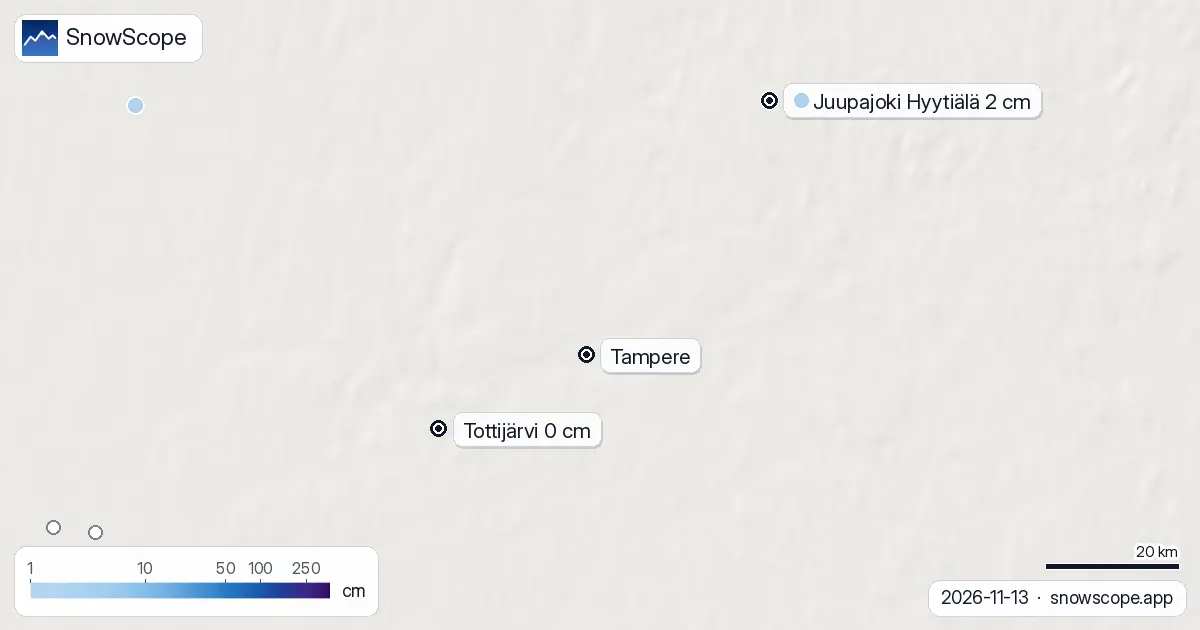 SnowScope
Juupajoki Hyytiälä 2 cm
Tampere
Tottijärvi 0 cm
1 10 50 100 250 cm
20 km
2026-11-13 · snowscope.app